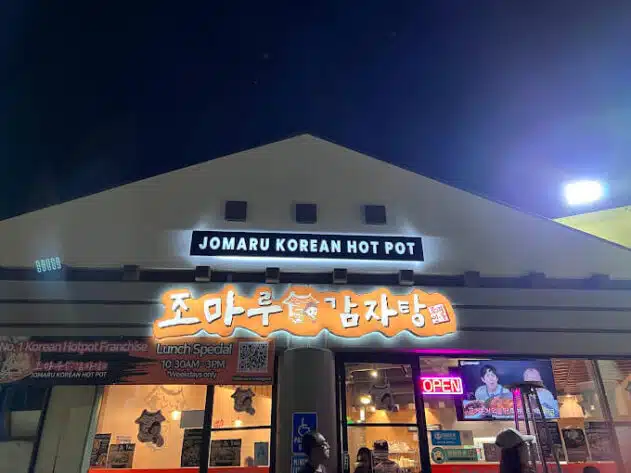 JOMARU KOREAN HOT POT
조마루 감자탕
No. 1 Korean Hotpot Franchise
조마루 감자탕
JOMARU KOREAN HOT POT
Lunch Special
10:30AM - 3PM
*Weekdays only
OPEN